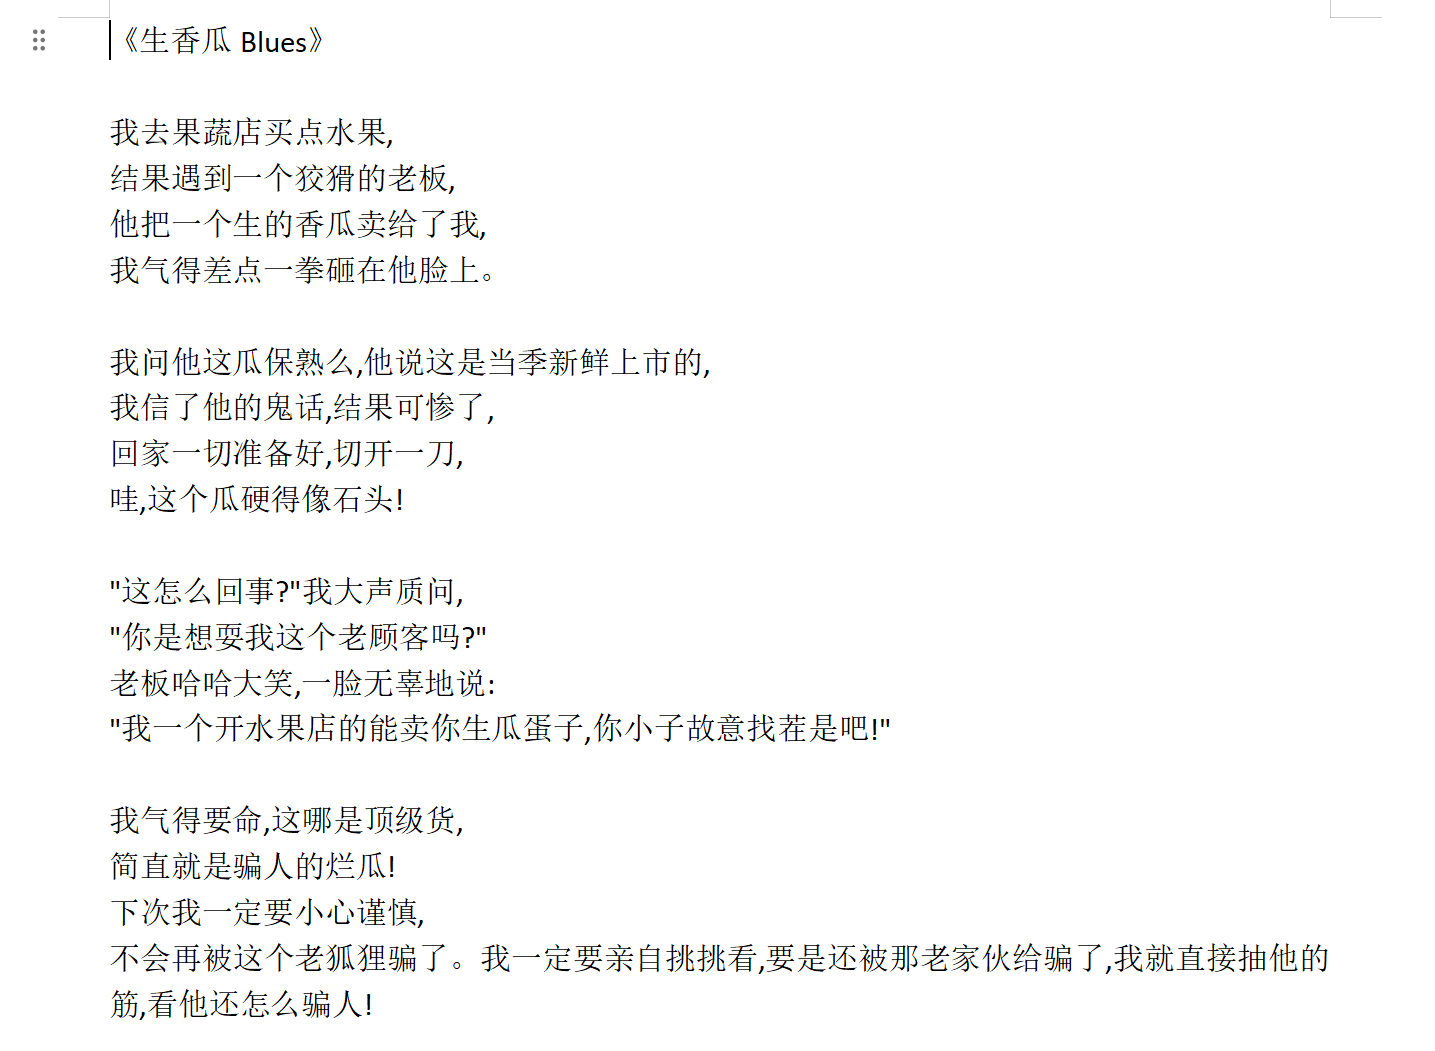 《生香瓜 Blues》
我去果蔬店买点水果,
结果遇到一个狡猾的老板,
他把一个生的香瓜卖给了我,
我气得差点一拳砸在他脸上。
我问他这瓜保熟么,他说这是当季新鲜上市的,
我信了他的鬼话,结果可惨了,
回家一切准备好,切开一刀,
哇,这个瓜硬得像石头!
"这怎么回事?"我大声质问,
"你是想耍我这个老顾客吗?"
老板哈哈大笑,一脸无辜地说:
"我一个开水果店的能卖你生瓜蛋子,你小子故意找茬是吧!"
我气得要命,这哪是顶级货,
简直就是骗人的烂瓜!
下次我一定要小心谨慎,
不会再被这个老狐狸骗了。我一定要亲自挑挑看,要是还被那老家伙给骗了,我就直接抽他的
筋,看他还怎么骗人!